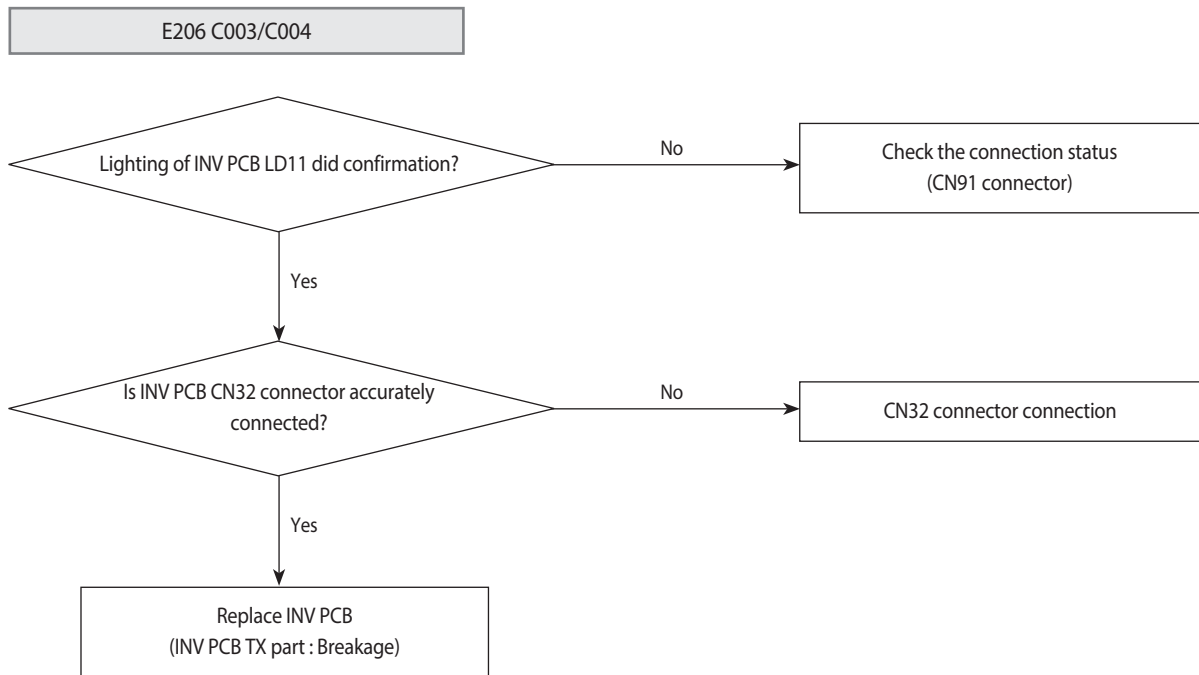 E206 C003/C004
Lighting of INV PCB LD11 did confirmation?
No
Check the connection status
(CN91 connector)
Yes
Is INV PCB CN32 connector accurately
connected?
No
CN32 connector connection
Yes
Replace INV PCB
(INV PCB TX part : Breakage)